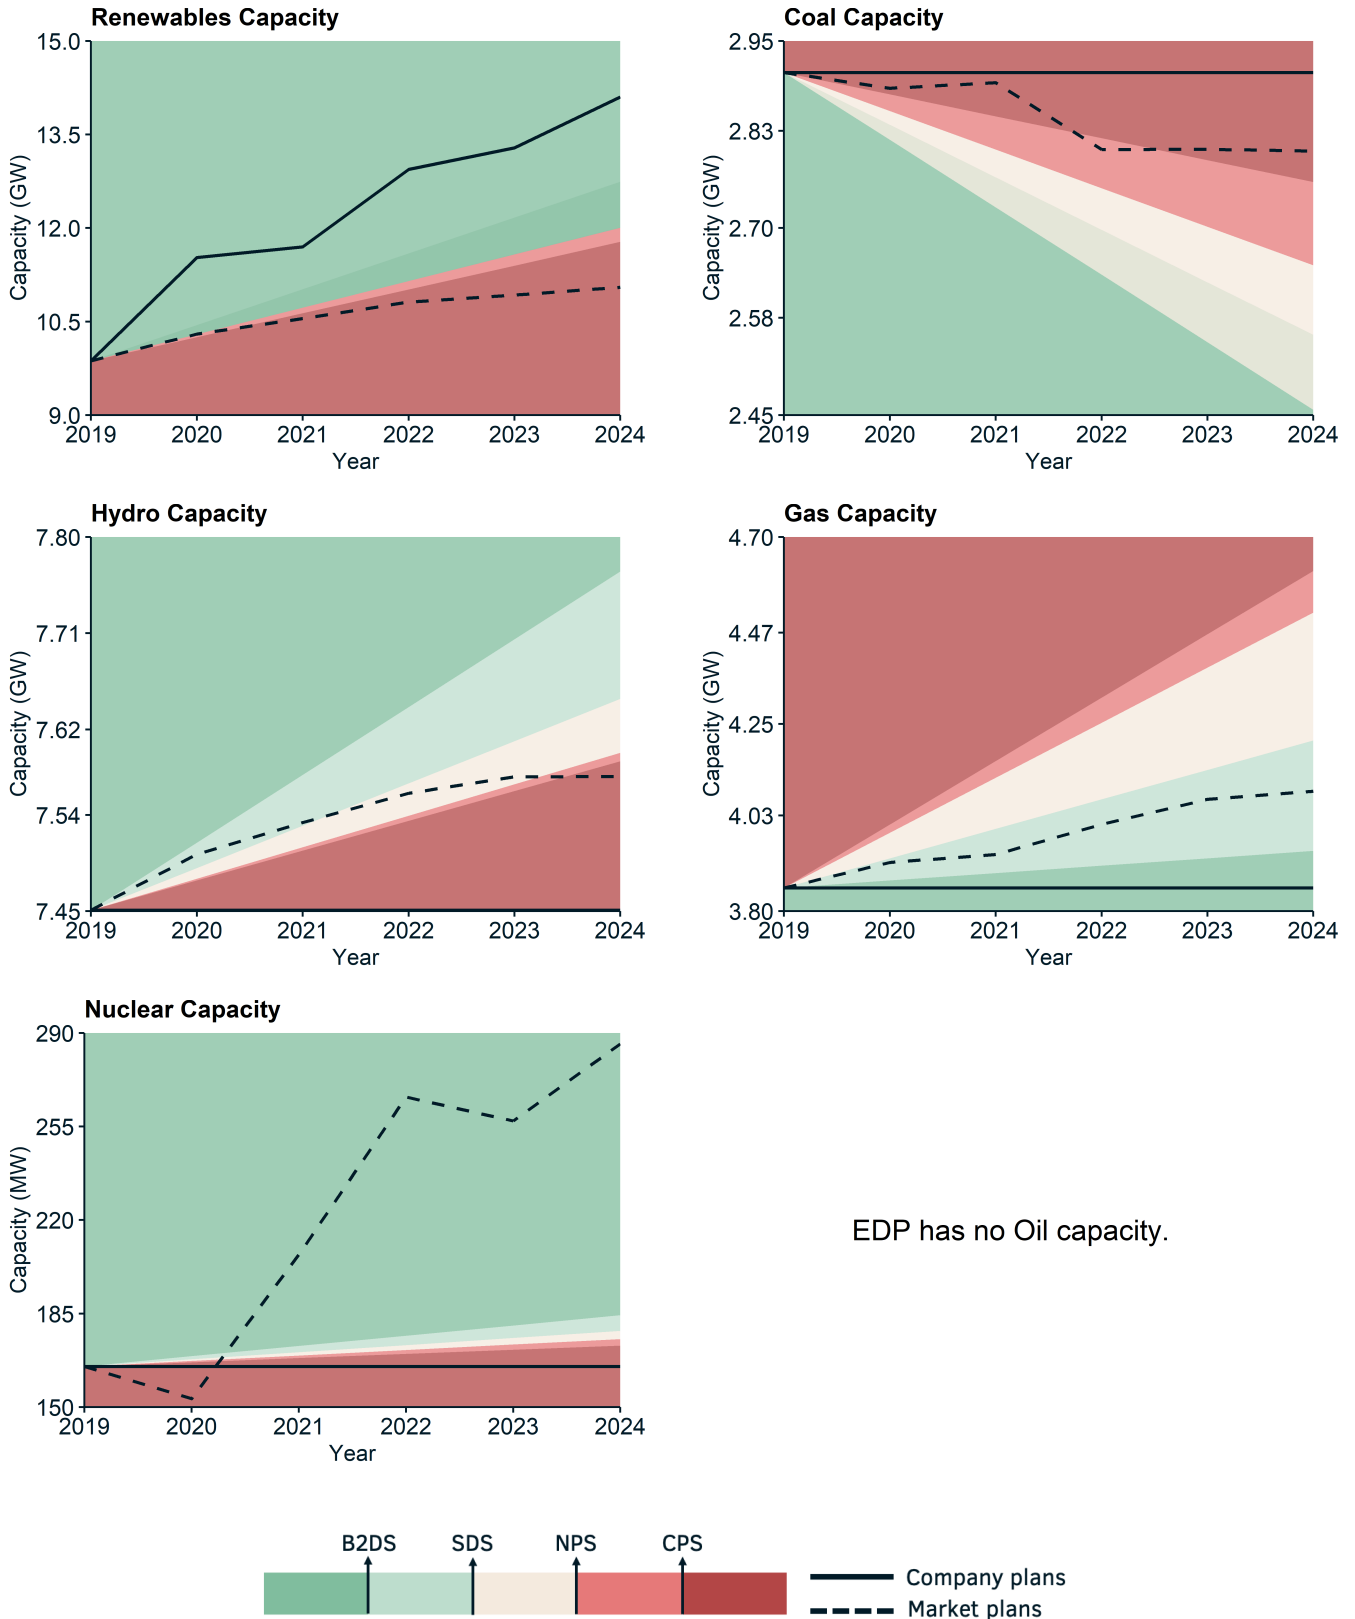 Renewables Capacity
15.0
13.5
12.0
10.5
9.0
Capacity (GW)
2019 2020 2021 2022 2023 2024
Year
Coal Capacity
2.95
2.83
2.70
2.58
2.45
Capacity (GW)
2019 2020 2021 2022 2023 2024
Year
Hydro Capacity
7.80
7.71
7.62
7.54
7.45
Capacity (GW)
2019 2020 2021 2022 2023 2024
Year
Gas Capacity
4.70
4.47
4.25
4.03
3.80
Capacity (GW)
2019 2020 2021 2022 2023 2024
Year
Nuclear Capacity
290
255
220
185
150
Capacity (MW)
2019 2020 2021 2022 2023 2024
Year
EDP has no Oil capacity.
B2DS SDS NPS CPS
Company plans
Market plans